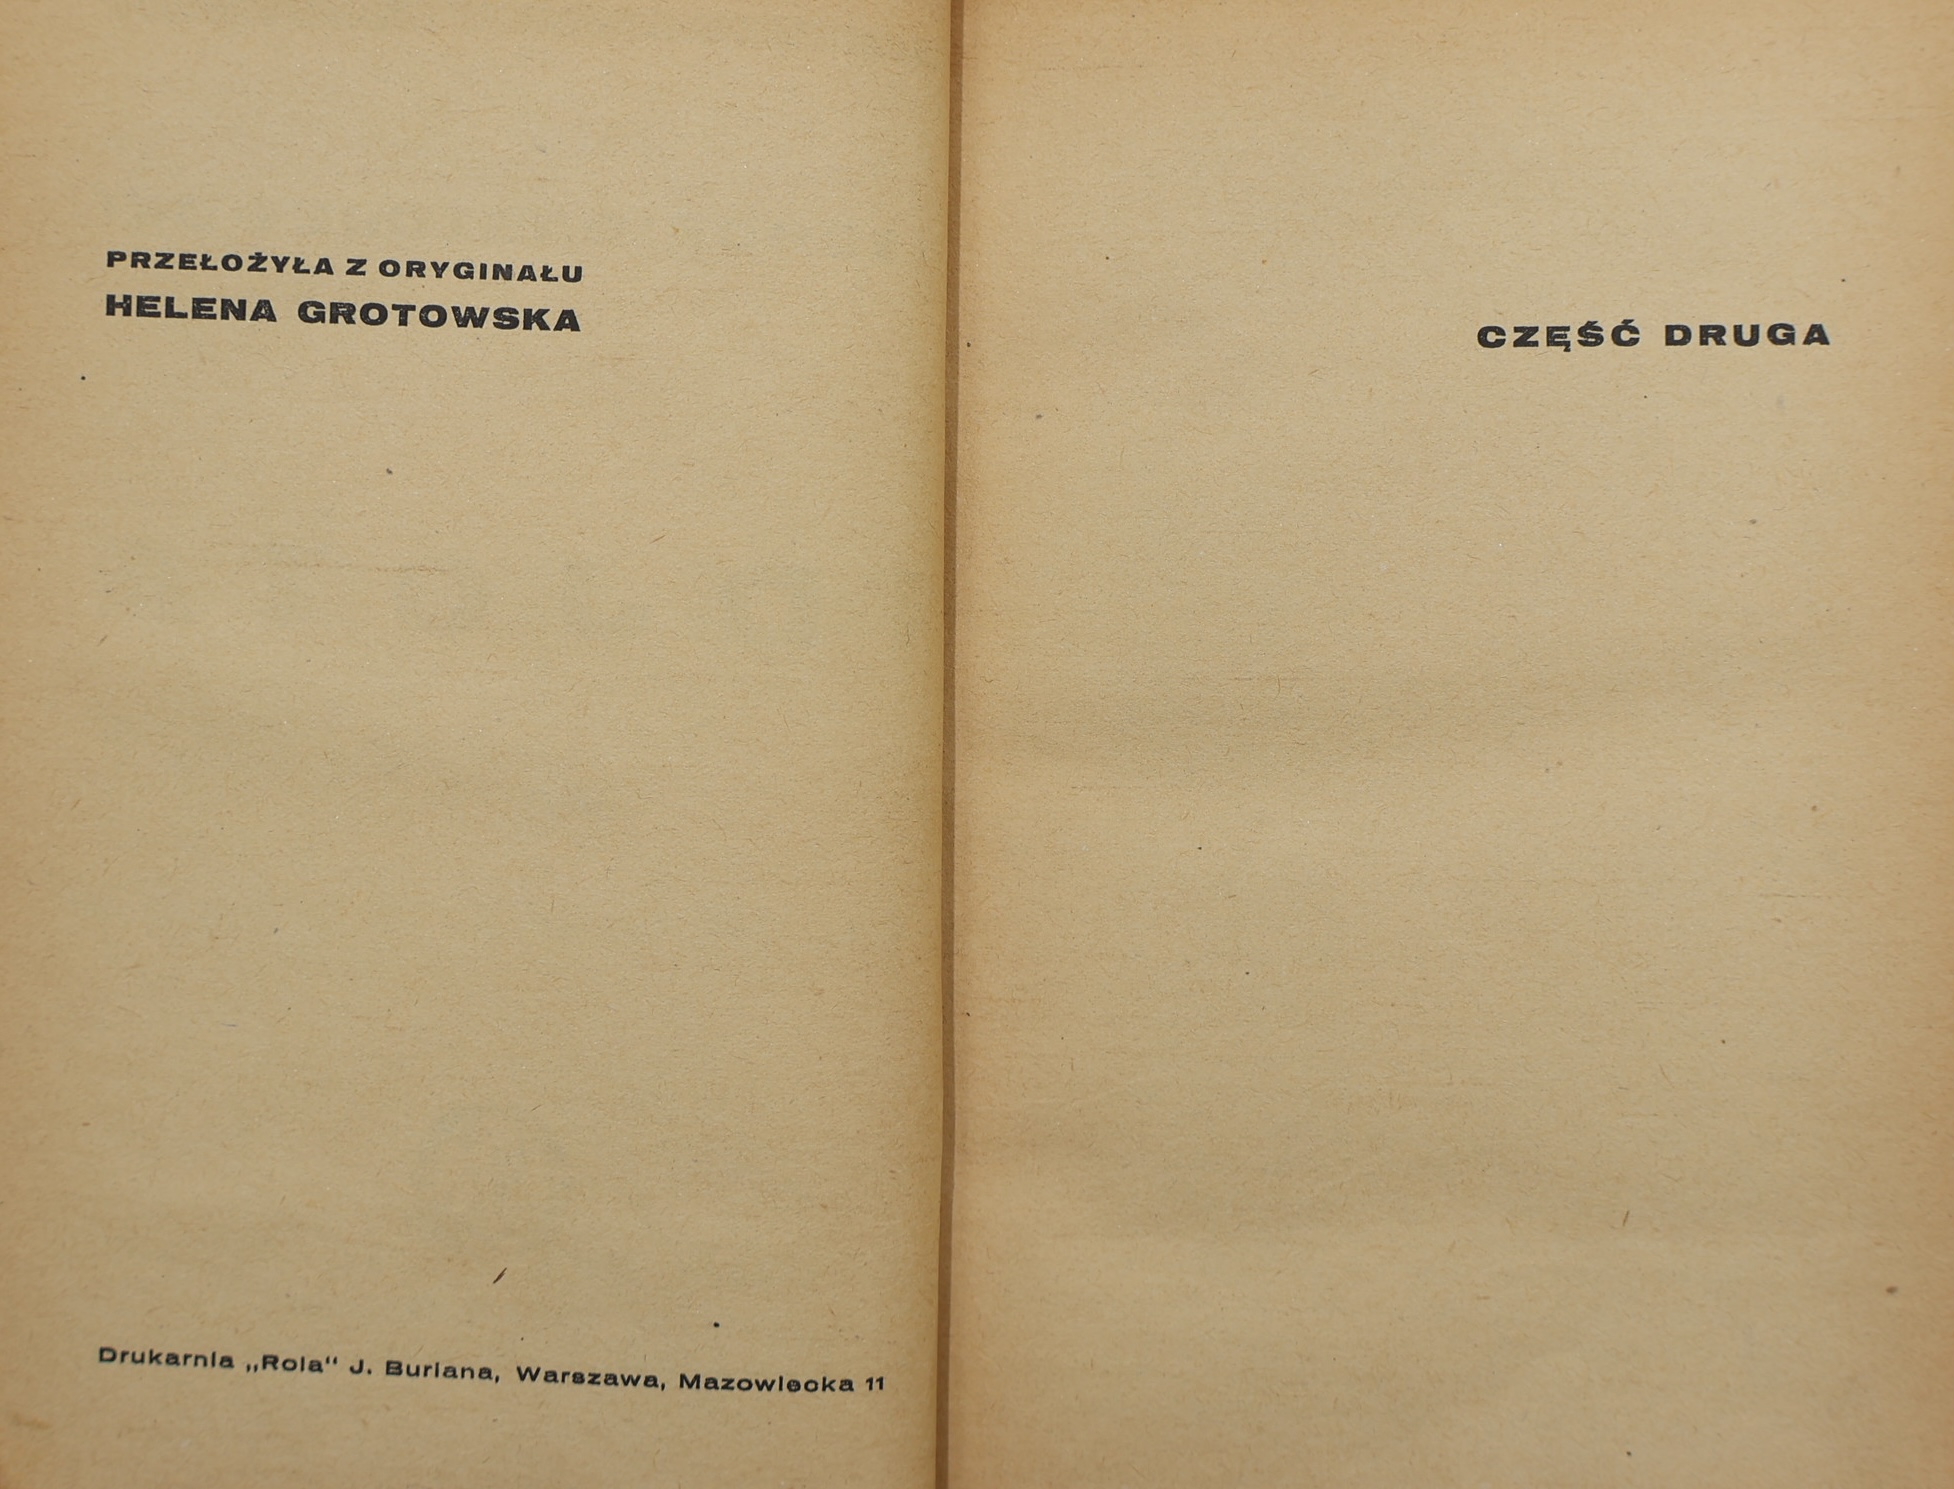 PRZEŁOŻYŁA Z ORYGINAŁU
HELENA GROTOWSKA
Drukarnia „Rola“ J. Buriana, Warszawa, Mazowiecka 11
CZĘŚĆ DRUGA